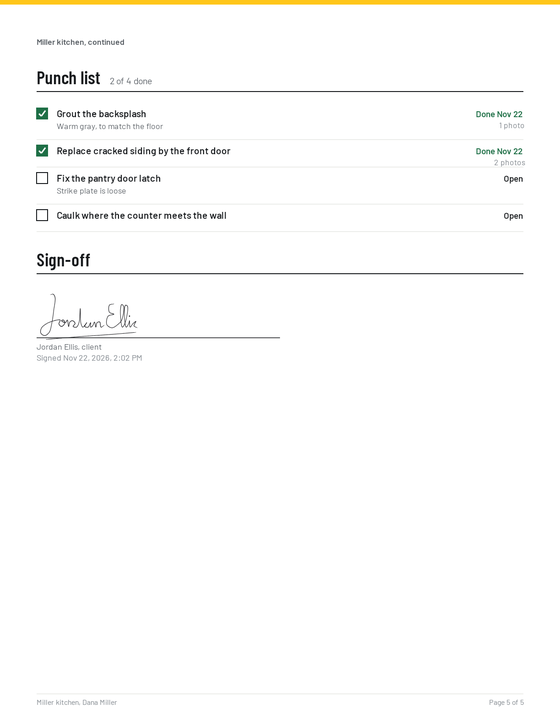 Miller kitchen, continued
Punch list 2 of 4 done
Grout the backsplash Done Nov 22
Warm gray, to match the floor 1 photo
Replace cracked siding by the front door Done Nov 22
2 photos
Fix the pantry door latch Open
Strike plate is loose
Caulk where the counter meets the wall Open
Sign-off
Jordan Ellis
Jordan Ellis, client
Signed Nov 22, 2026, 2:02 PM
Miller kitchen, Dana Miller Page 5 of 5